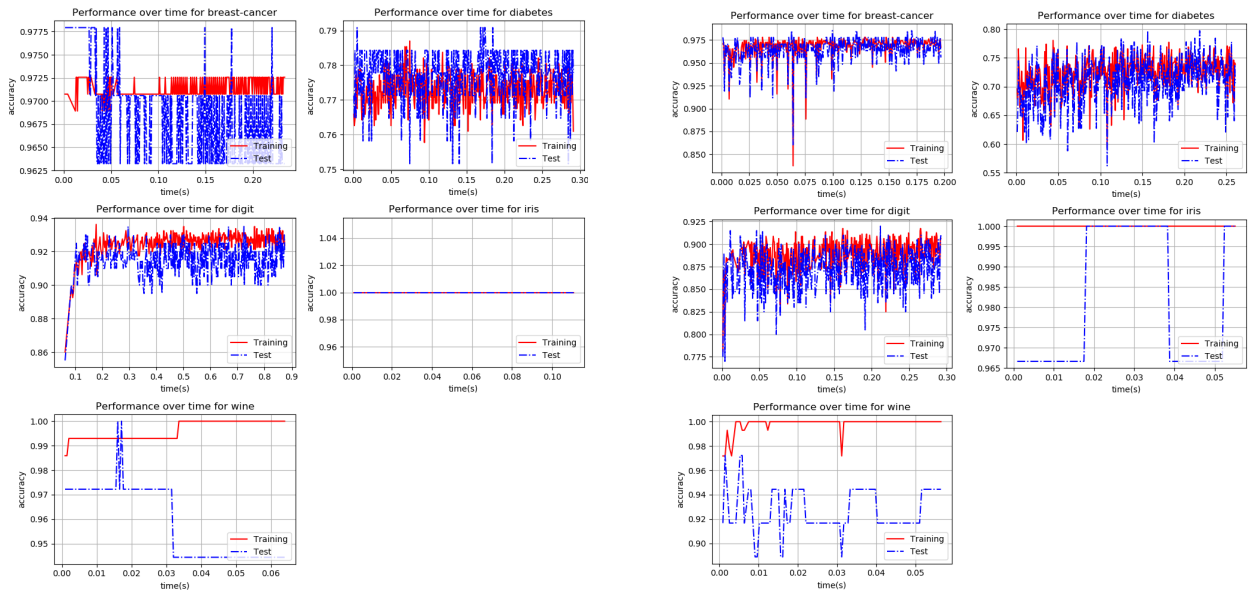 Performance over time for breast-cancer
accuracy
0.9775
0.9750
0.9725
0.9700
0.9675
0.9650
0.9625
0.00 0.05 0.10 0.15 0.20
time(s)
Training
Test
Performance over time for diabetes
accuracy
0.79
0.78
0.77
0.76
0.75
0.00 0.05 0.10 0.15 0.20 0.25 0.30
time(s)
Training
Test
Performance over time for digit
accuracy
0.94
0.92
0.90
0.88
0.86
0.1 0.2 0.3 0.4 0.5 0.6 0.7 0.8 0.9
time(s)
Training
Test
Performance over time for iris
accuracy
1.04
1.02
1.00
0.98
0.96
0.00 0.02 0.04 0.06 0.08 0.10
time(s)
Training
Test
Performance over time for wine
accuracy
1.00
0.99
0.98
0.97
0.96
0.95
0.00 0.01 0.02 0.03 0.04 0.05 0.06
time(s)
Training
Test
Performance over time for breast-cancer
accuracy
0.975
0.950
0.925
0.900
0.875
0.850
0.000 0.025 0.050 0.075 0.100 0.125 0.150 0.175 0.200
time(s)
Training
Test
Performance over time for diabetes
accuracy
0.80
0.75
0.70
0.65
0.60
0.55
0.00 0.05 0.10 0.15 0.20 0.25
time(s)
Training
Test
Performance over time for digit
accuracy
0.925
0.900
0.875
0.850
0.825
0.800
0.775
0.00 0.05 0.10 0.15 0.20 0.25 0.30
time(s)
Training
Test
Performance over time for iris
accuracy
1.000
0.995
0.990
0.985
0.980
0.975
0.970
0.965
0.00 0.01 0.02 0.03 0.04 0.05
time(s)
Training
Test
Performance over time for wine
accuracy
1.00
0.98
0.96
0.94
0.92
0.90
0.00 0.01 0.02 0.03 0.04 0.05
time(s)
Training
Test